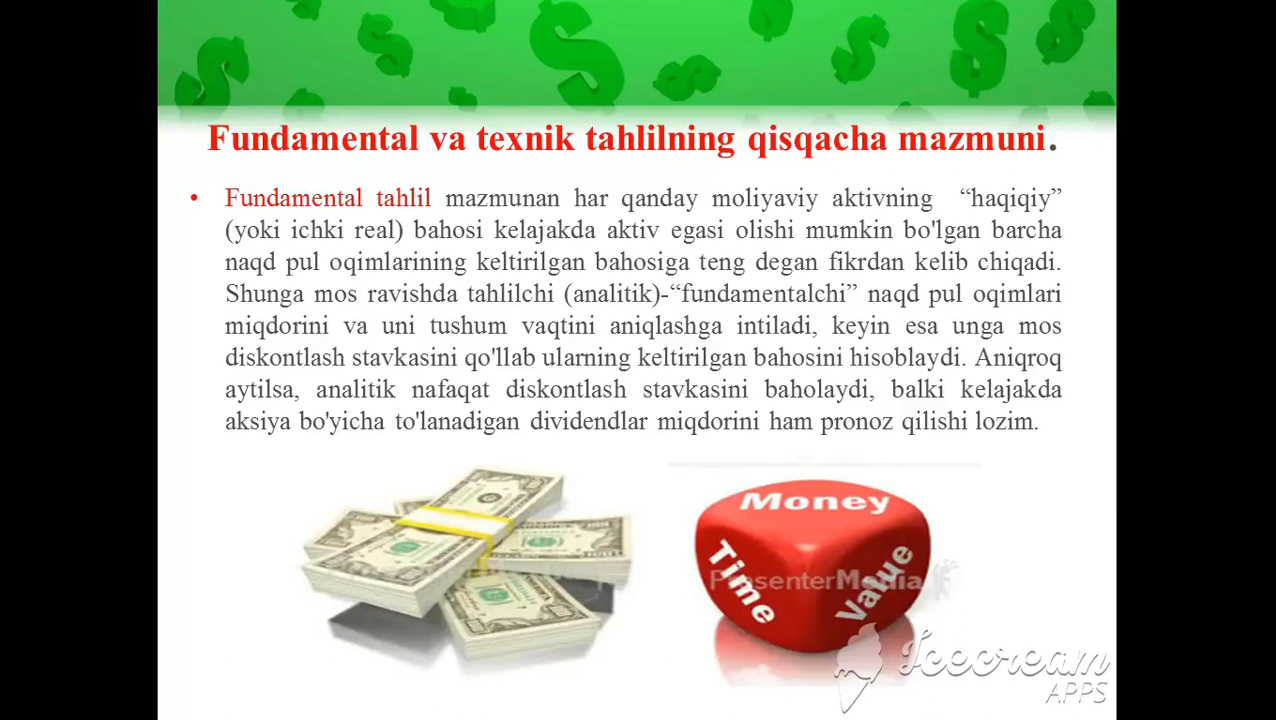 Fundamental va texnik tahlilning qisqacha mazmuni.
• Fundamental tahlil mazmunan har qanday moliyaviy aktivning “haqiqiy”
(yoki ichki real) bahosi kelajakda aktiv egasi olishi mumkin bo'lgan barcha
naqd pul oqimlarining keltirilgan bahosiga teng degan fikrdan kelib chiqadi.
Shunga mos ravishda tahlilchi (analitik)-“fundamentalchi” naqd pul oqimlari
miqdorini va uni tushum vaqtini aniqlashga intiladi, keyin esa unga mos
diskontlash stavkasini qo'llab ularning keltirilgan bahosini hisoblaydi. Aniqroq
aytilsa, analitik nafaqat diskontlash stavkasini baholaydi, balki kelajakda
aksiya bo'yicha to'lanadigan dividendlar miqdorini ham pronoz qilishi lozim.
Money
Time
Value
PresenterMedia
Icecream
APPS